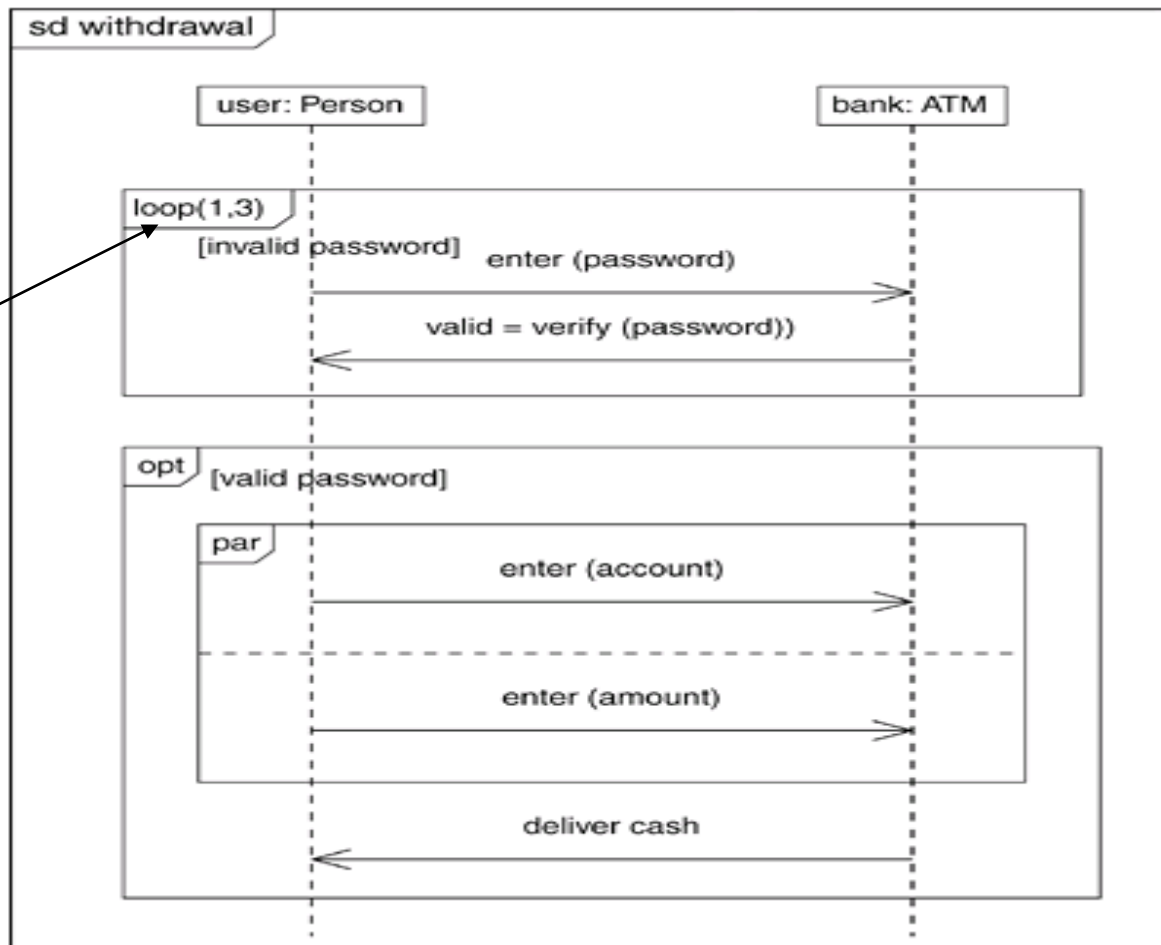 sd withdrawal
user: Person
bank: ATM
loop(1,3)
[invalid password]
enter (password)
valid = verify (password))
opt
[valid password]
par
enter (account)
enter (amount)
deliver cash